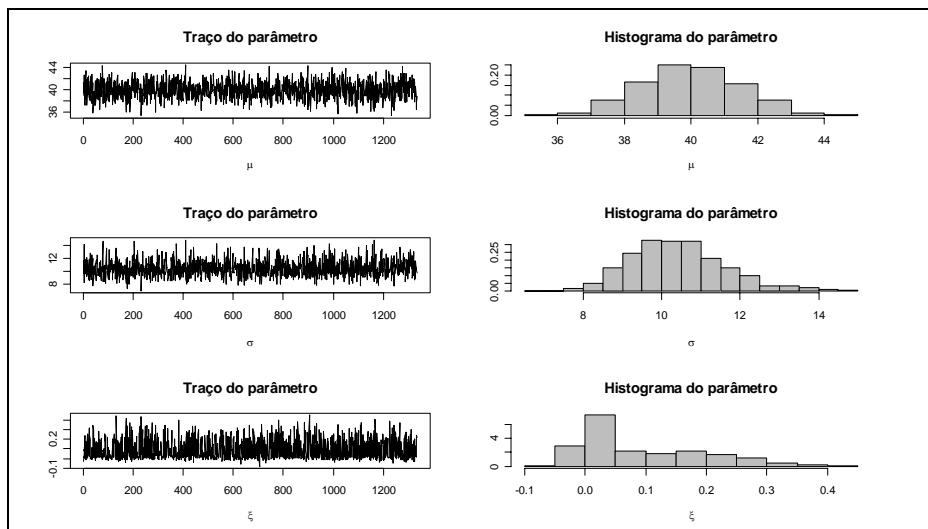 Traço do parâmetro
36 40 44
0 200 400 600 800 1000 1200
μ
Histograma do parâmetro
0.00 0.20
36 38 40 42 44
μ
Traço do parâmetro
8 12
0 200 400 600 800 1000 1200
σ
Histograma do parâmetro
0.00 0.25
8 10 12 14
σ
Traço do parâmetro
-0.1 0.2
0 200 400 600 800 1000 1200
ξ
Histograma do parâmetro
0 4
-0.1 0.0 0.1 0.2 0.3 0.4
ξ